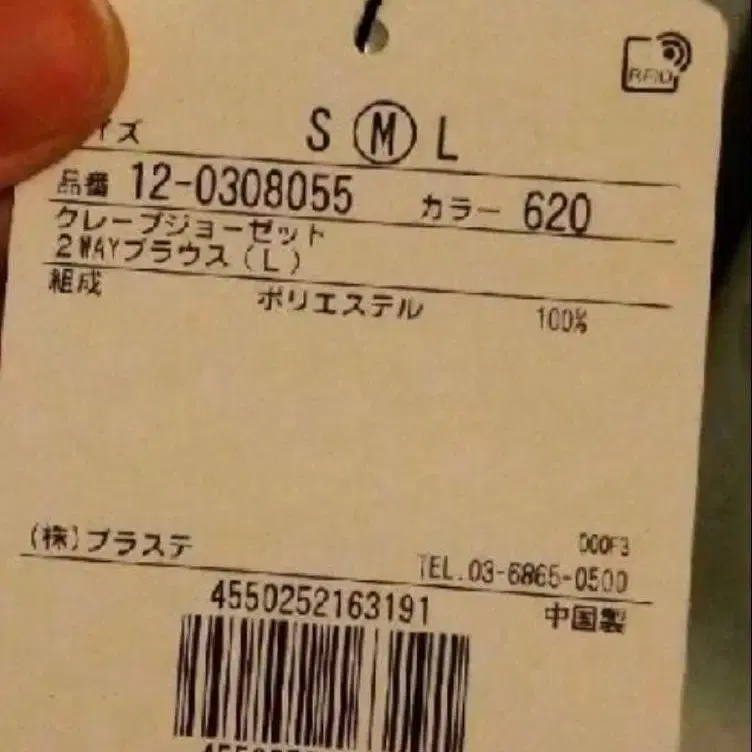 RFID
イズ S M L
品番 12-0308055 カラー 620
クレープジョーゼット
2WAYブラウス(L)
組成 ポリエステル 100%
(株)プラステ 000F3
TEL.03-6865-0500
4550252163191 中国製